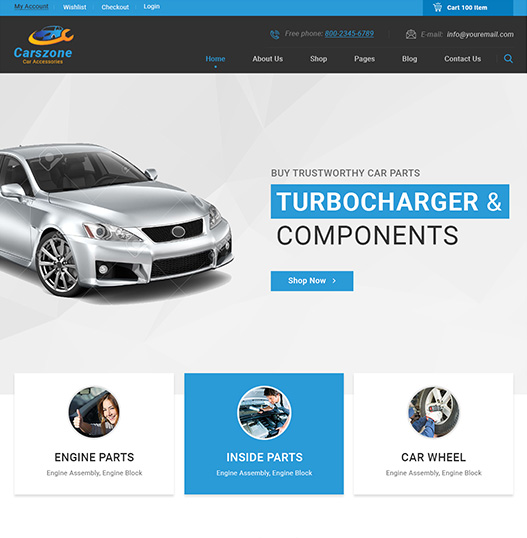 My Account Wishlist Checkout Login Cart 100 Item
Carszone
Car Accessories
Free phone: 800-2345-6789 E-mail: info@youremail.com
Home About Us Shop Pages Blog Contact Us
BUY TRUSTWORTHY CAR PARTS
TURBOCHARGER &
COMPONENTS
Shop Now
ENGINE PARTS INSIDE PARTS CAR WHEEL
Engine Assembly, Engine Block Engine Assembly, Engine Block Engine Assembly, Engine Block